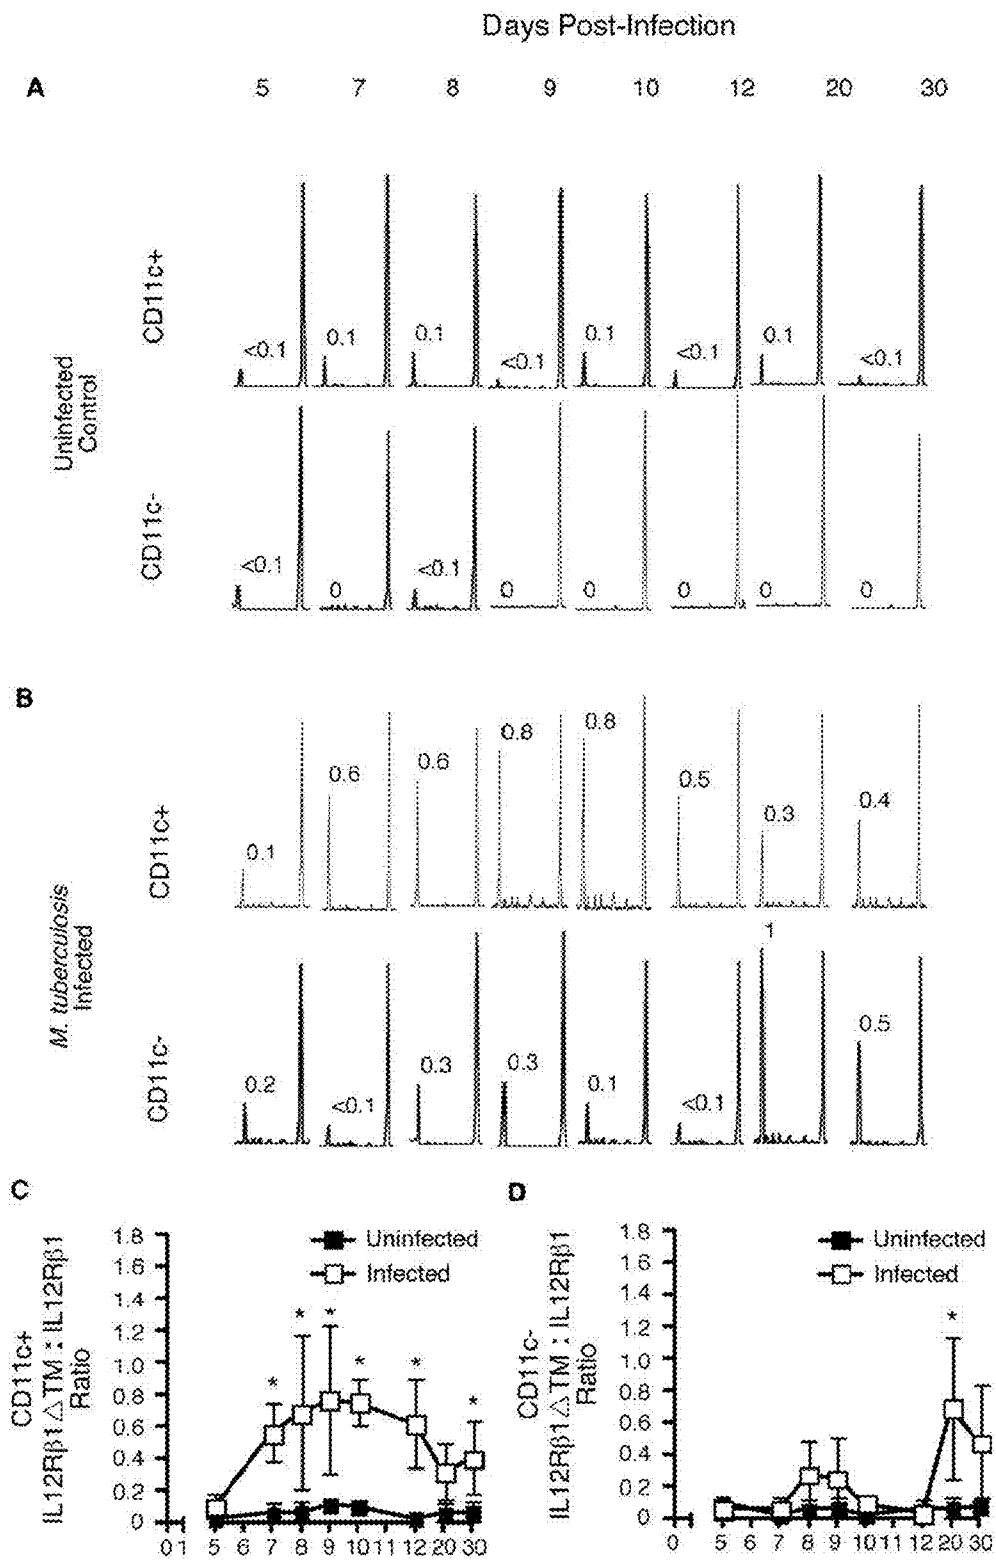 Days Post-Infection
A
5 7 8 9 10 12 20 30
Uninfected
Control
CD11c+
<0.1 0.1 0.1 <0.1 0.1 <0.1 0.1 <0.1
CD11c-
<0.1 0 <0.1 0 0 0 0 0
B
M. tuberculosis
Infected
CD11c+
0.1 0.6 0.6 0.8 0.8 0.5 0.3 0.4
CD11c-
0.2 <0.1 0.3 0.3 0.1 <0.1 1 0.5
C
CD11c+
IL12Rβ1△TM : IL12Rβ1
Ratio
1.8
1.6
1.4
1.2
1.0
0.8
0.6
0.4
0.2
0
Uninfected
Infected
* * * * * *
0 1 5 6 7 8 9 10 11 12 20 30
D
CD11c-
IL12Rβ1△TM : IL12Rβ1
Ratio
1.8
1.6
1.4
1.2
1.0
0.8
0.6
0.4
0.2
0
Uninfected
Infected
*
0 5 6 7 8 9 10 11 12 20 30